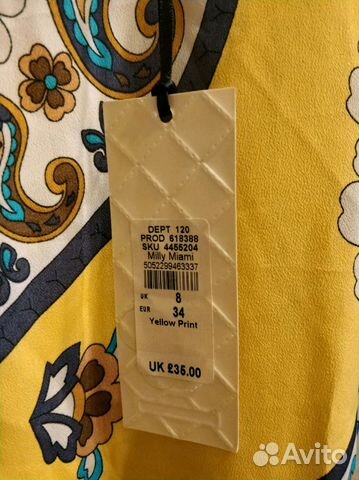 DEPT 120
PROD 618388
SKU 4455204
Milly Miami
5052299463337
UK 8
EUR 34
Yellow Print
UK £35.00
Avito